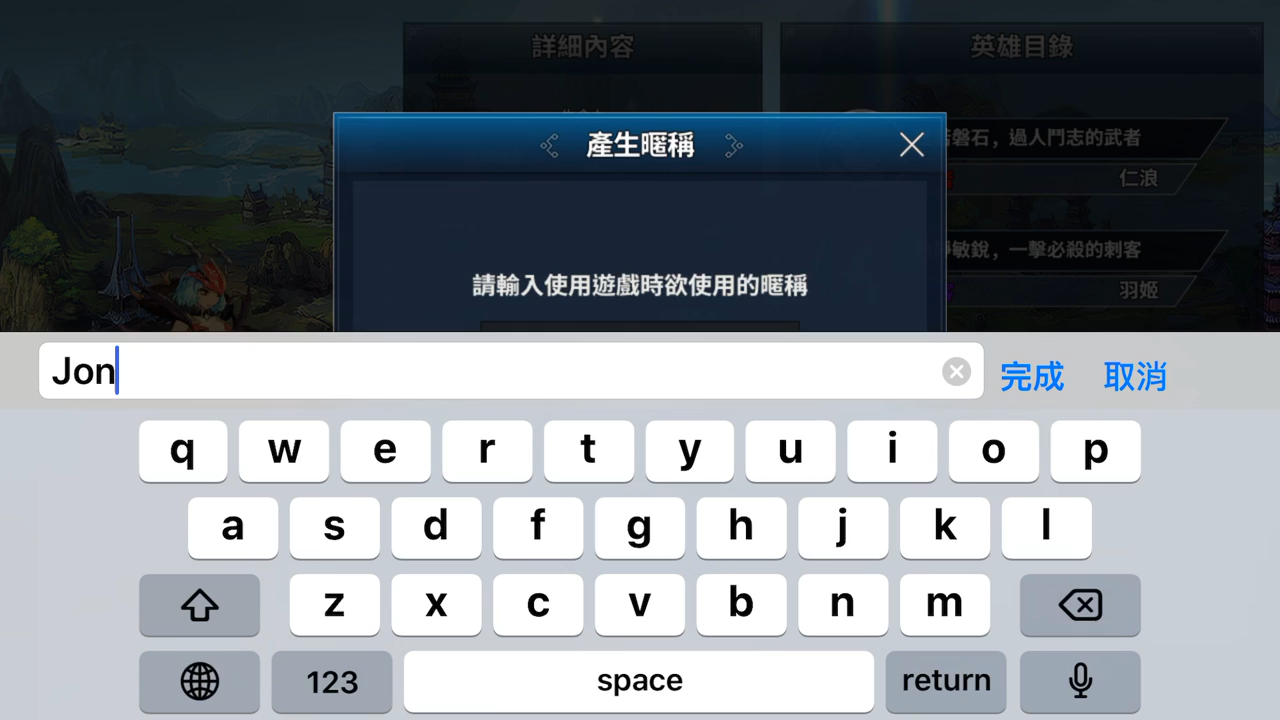 詳細內容
英雄目錄
產生暱稱
磐石，過人鬥志的武者
仁浪
敏銳，一擊必殺的刺客
羽姬
請輸入使用遊戲時欲使用的暱稱
Jon
完成 取消
q w e r t y u i o p
a s d f g h j k l
z x c v b n m
123 space return